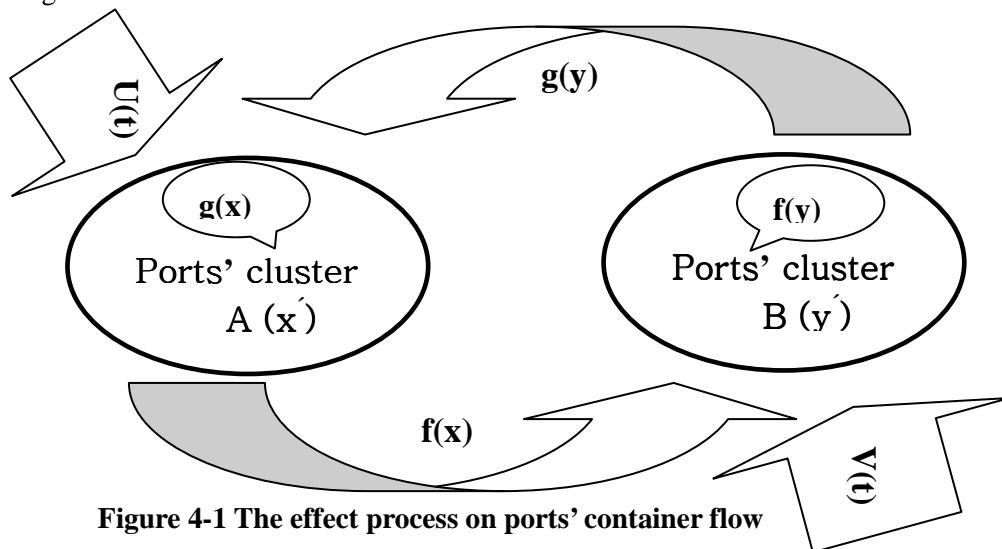 U(t)
g(y)
g(x)
f(y)
Ports’ cluster
A (x´)
Ports’ cluster
B (y´)
f(x)
V(t)
Figure 4-1 The effect process on ports’ container flow